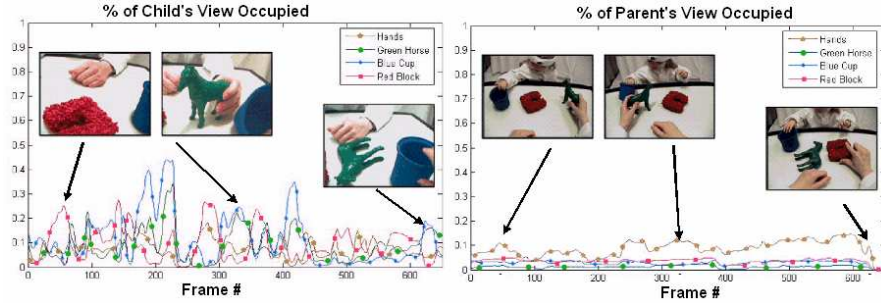 % of Child's View Occupied
1
0.9
0.8
0.7
0.6
0.5
0.4
0.3
0.2
0.1
0
Hands
Green Horse
Blue Cup
Red Block
0 100 200 300 400 500 600
Frame #
% of Parent's View Occupied
1
0.9
0.8
0.7
0.6
0.5
0.4
0.3
0.2
0.1
0
Hands
Green Horse
Blue Cup
Red Block
0 100 200 300 400 500 600
Frame #